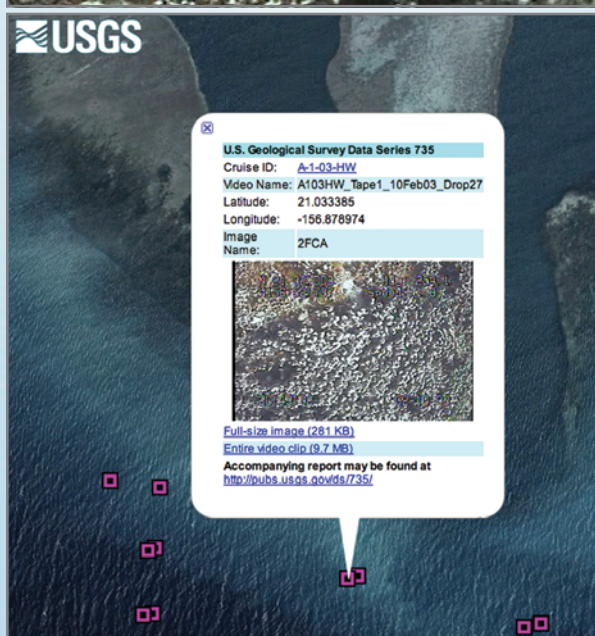 USGS
U.S. Geological Survey Data Series 735
Cruise ID: A-1-03-HW
Video Name: A103HW_Tape1_10Feb03_Drop27
Latitude: 21.033385
Longitude: -156.878974
Image
Name: 2FCA
Full-size image (281 KB)
Entire video clip (9.7 MB)
Accompanying report may be found at
http://pubs.usgs.gov/ds/735/